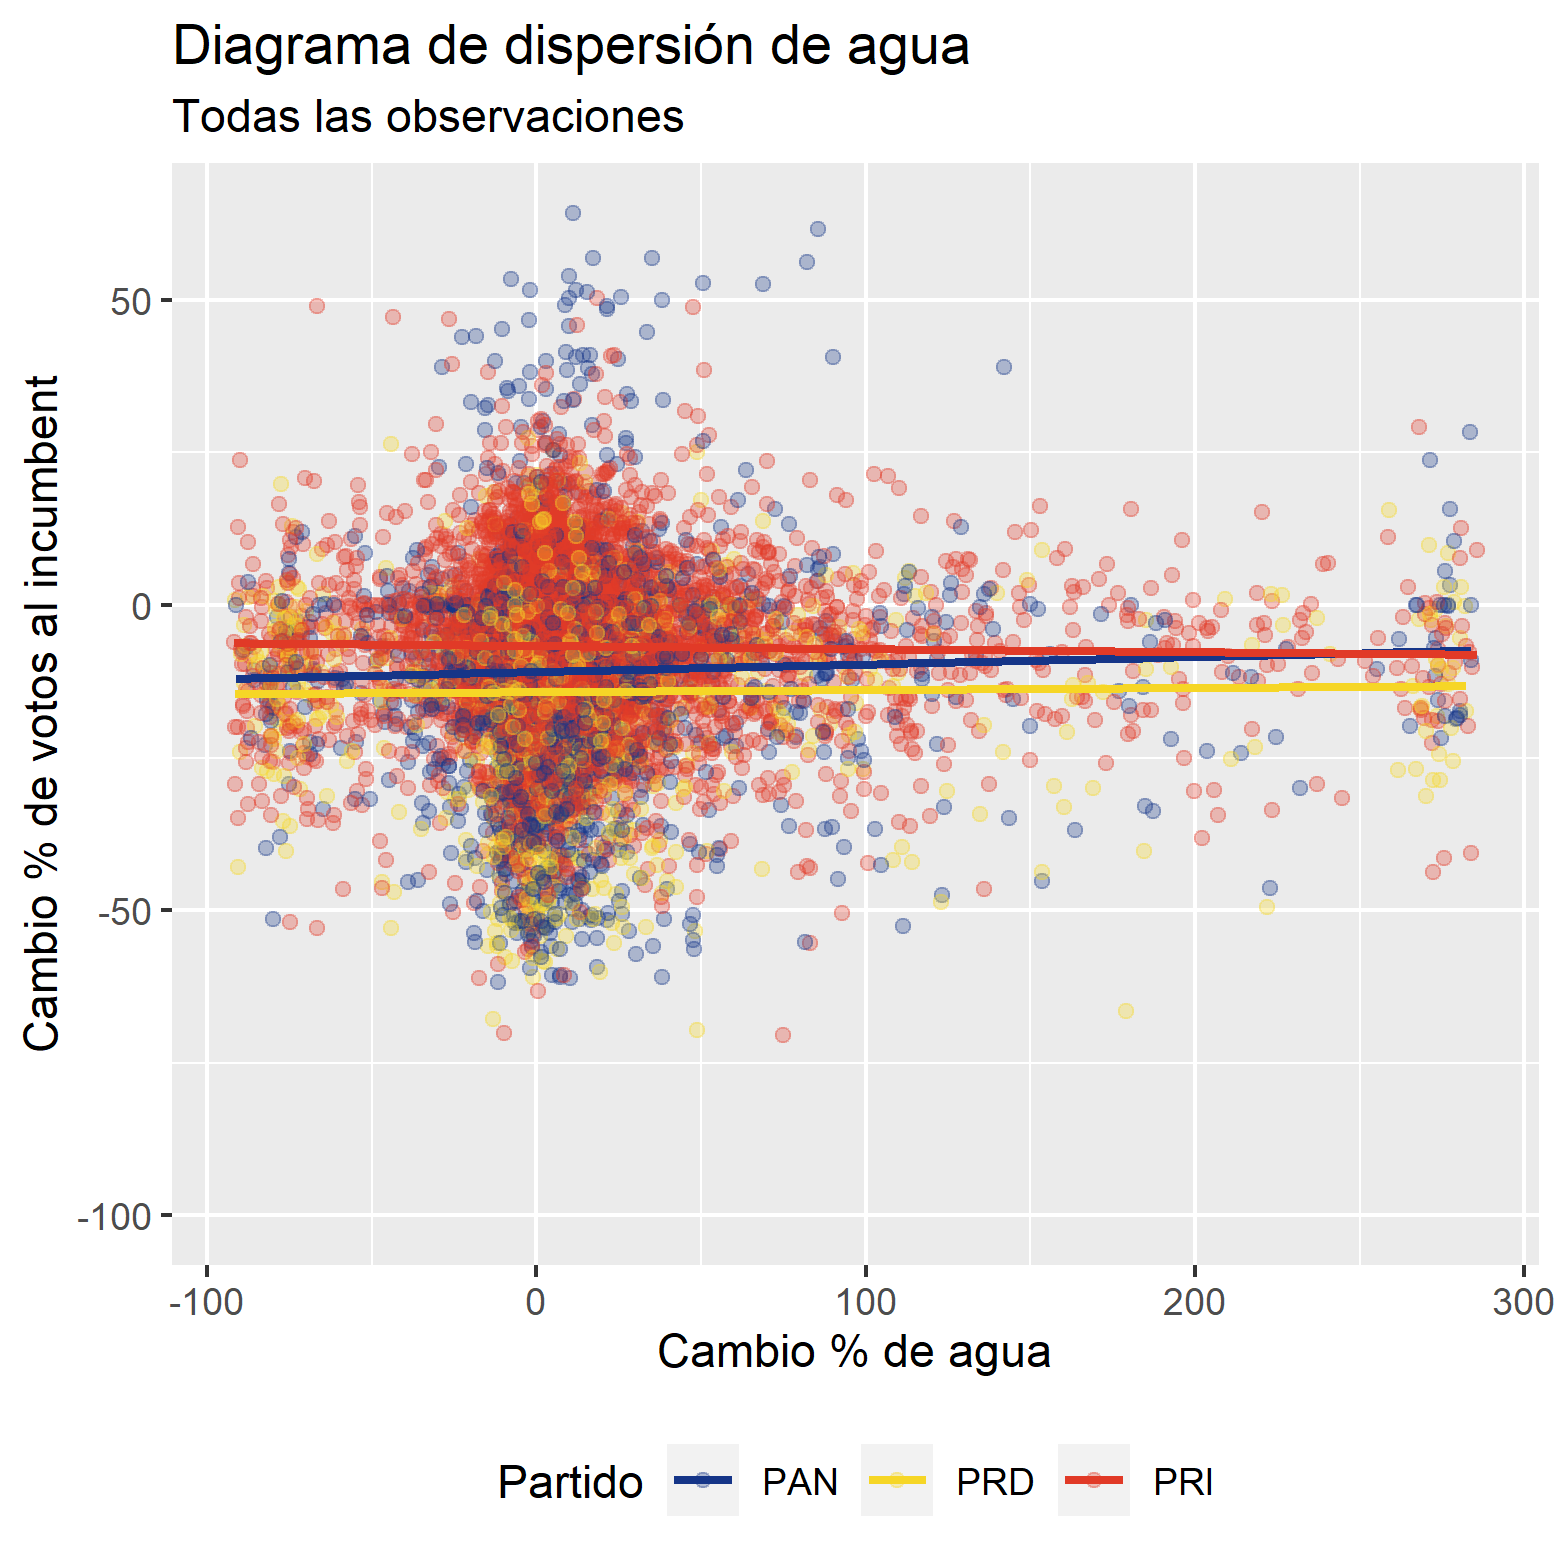 Diagrama de dispersión de agua
Todas las observaciones
Cambio % de votos al incumbent
50
0
-50
-100
-100 0 100 200 300
Cambio % de agua
Partido PAN PRD PRI